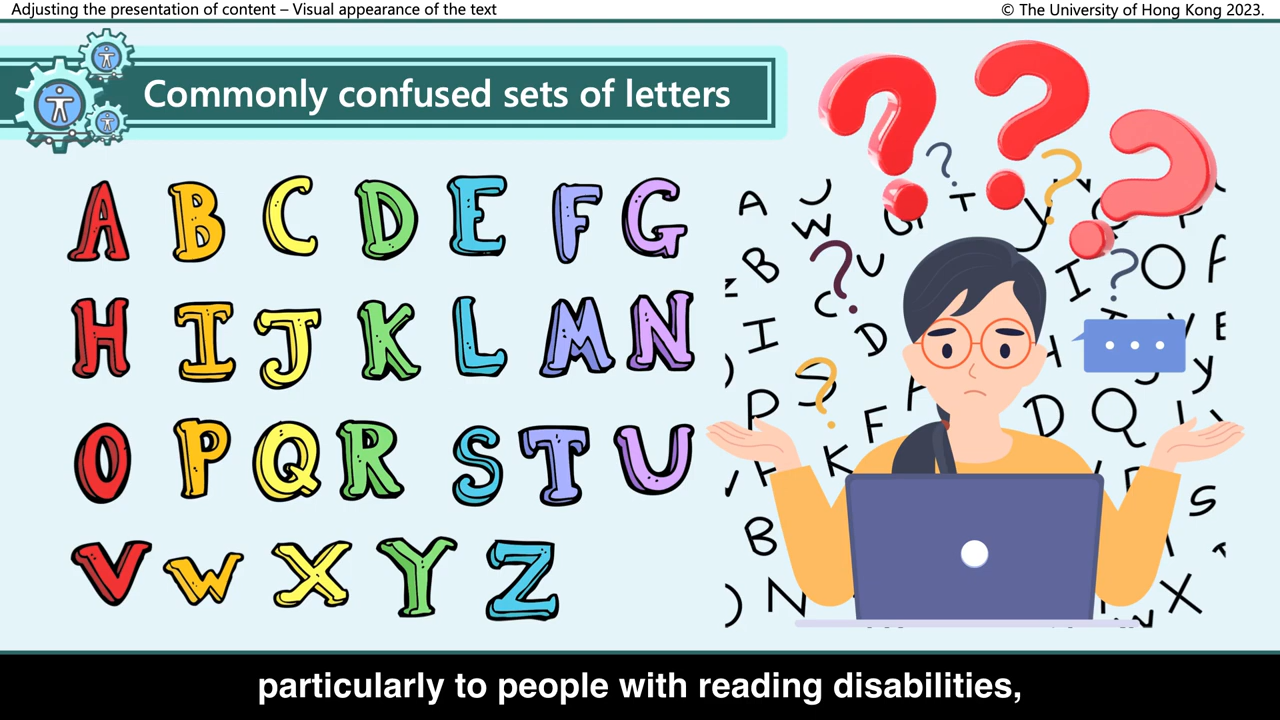 Adjusting the presentation of content – Visual appearance of the text
© The University of Hong Kong 2023.
Commonly confused sets of letters
A B C D E F G
H I J K L M N
O P Q R S T U
V W X Y Z
particularly to people with reading disabilities,